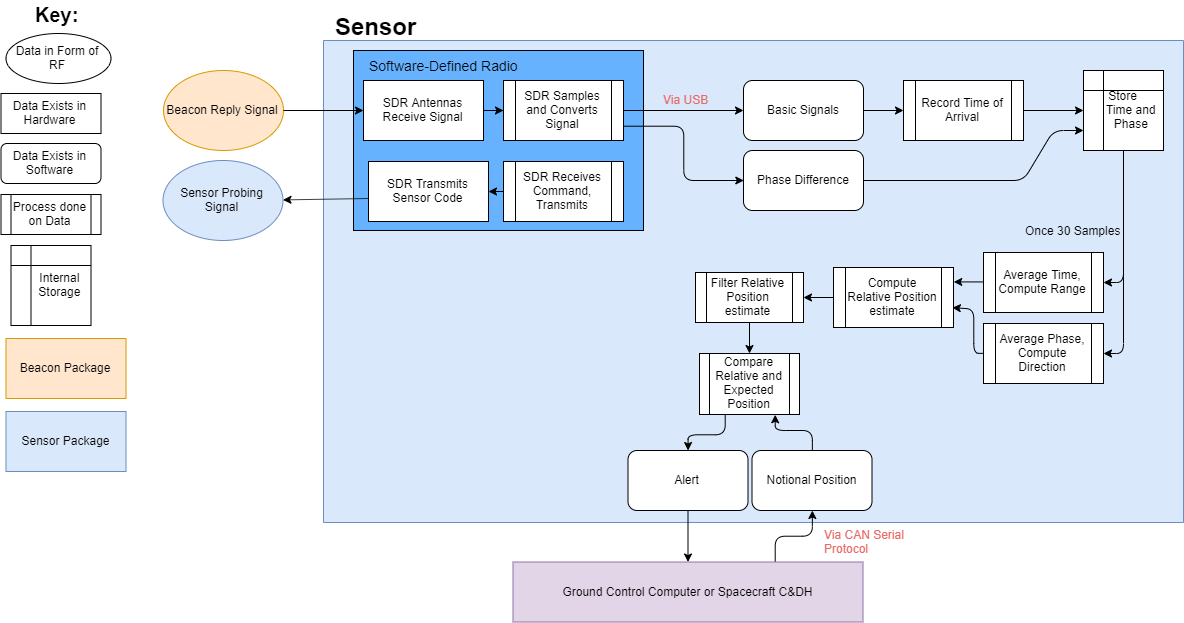 Key:
Data in Form of
RF
Data Exists in
Hardware
Data Exists in
Software
Process done
on Data
Internal
Storage
Beacon Package
Sensor Package
Sensor
Software-Defined Radio
Beacon Reply Signal
SDR Antennas
Receive Signal
SDR Samples
and Converts
Signal
Via USB
Basic Signals
Record Time of
Arrival
Store
Time and
Phase
Phase Difference
Sensor Probing
Signal
SDR Transmits
Sensor Code
SDR Receives
Command,
Transmits
Once 30 Samples
Average Time,
Compute Range
Average Phase,
Compute
Direction
Compute
Relative Position
estimate
Filter Relative
Position
estimate
Compare
Relative and
Expected
Position
Alert
Notional Position
Via CAN Serial
Protocol
Ground Control Computer or Spacecraft C&DH